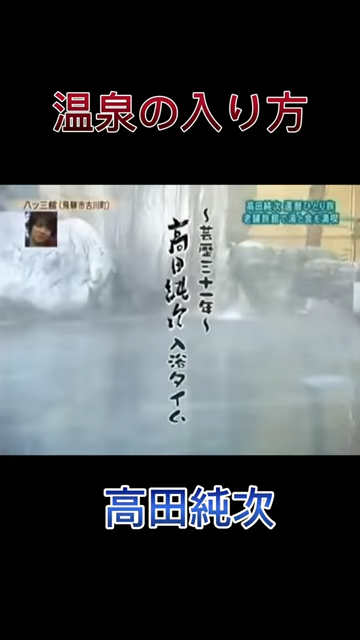 温泉の入り方
八ッ三館(飛騨市古川町)
高田純次 還暦ひとり旅
老舗旅館で湯と食を満喫
～芸歴三十一年～
高田純次 入浴タイム
高田純次